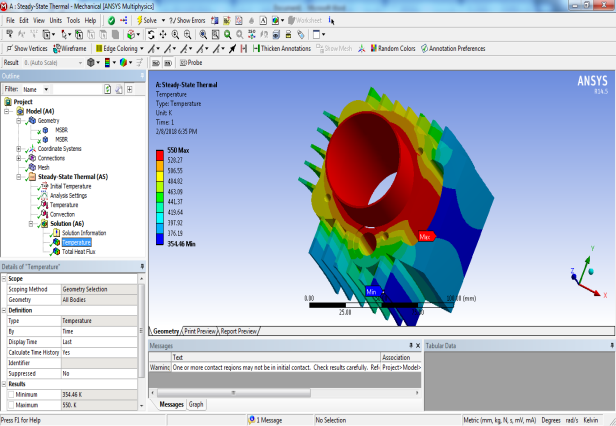 A : Steady-State Thermal - Mechanical [ANSYS Multiphysics]
File Edit View Units Tools Help
Solve
?/ Show Errors
Worksheet
Show Vertices
Wireframe
Edge Coloring
Thicken Annotations
Show Mesh
Random Colors
Annotation Preferences
Result 0. (Auto Scale)
Probe
Outline
Filter: Name
Project
Model (A4)
Geometry
MSBR
MSBR
Coordinate Systems
Connections
Mesh
Steady-State Thermal (A5)
Initial Temperature
Analysis Settings
Temperature
Convection
Solution (A6)
Solution Information
Temperature
Total Heat Flux
Details of "Temperature"
Scope
Scoping Method Geometry Selection
Geometry All Bodies
Definition
Type Temperature
By Time
Display Time Last
Calculate Time History Yes
Identifier
Suppressed No
Results
Minimum 354.46 K
Maximum 550. K
A: Steady-State Thermal
Temperature
Type: Temperature
Unit: K
Time: 1
2/8/2018 6:35 PM
550 Max
528.27
506.55
484.82
463.09
441.37
419.64
397.92
376.19
354.46 Min
ANSYS
R14.5
Max
Min
0.00
(mm)
25.00
Y
Z
X
Geometry Print Preview Report Preview
Messages
Text Association
Warning One or more contact regions may not be in initial contact. Check results carefully. Project>Model>
Messages Graph
Tabular Data
Press F1 for Help
1 Message
No Selection
Metric (mm, kg, N, s, mV, mA) Degrees rad/s Kelvin